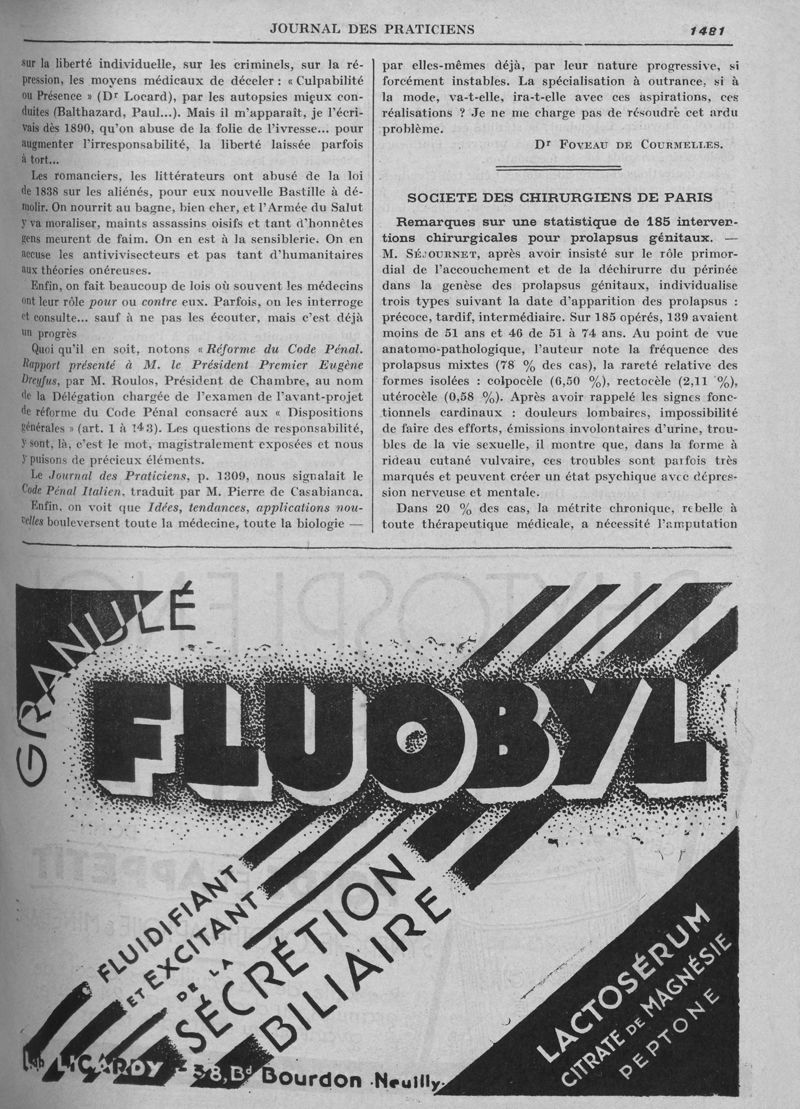 JOURNAL DES PRATICIENS
1481
sur la liberté individuelle, sur les criminels, sur la ré-
pression, les moyens médicaux de déceler : « Culpabilité
ou Présence » (Dr Locard), par les autopsies mieux con-
duites (Balthazard, Paul...). Mais il m'apparaît, je l'écri-
vais dès 1890, qu'on abuse de la folie de l'ivresse... pour
augmenter l'irresponsabilité, la liberté laissée parfois
à tort...
Les romanciers, les littérateurs ont abusé de la loi
de 1838 sur les aliénés, pour eux nouvelle Bastille à dé-
molir. On nourrit au bagne, bien cher, et l'Armée du Salut
y va moraliser, maints assassins oisifs et tant d'honnêtes
gens meurent de faim. On en est à la sensiblerie. On en
accuse les antivivisecteurs et pas tant d'humanitaires
aux théories onéreuses.
Enfin, on fait beaucoup de lois où souvent les médecins
ont leur rôle pour ou contre eux. Parfois, on les interroge
et consulte... sauf à ne pas les écouter, mais c'est déjà
un progrès
Quoi qu'il en soit, notons « Réforme du Code Pénal.
Rapport présenté à M. le Président Premier Eugène
Dreyfus, par M. Roulos, Président de Chambre, au nom
de la Délégation chargée de l'examen de l'avant-projet
de réforme du Code Pénal consacré aux « Dispositions
générales » (art. 1 à 143). Les questions de responsabilité,
y sont, là, c'est le mot, magistralement exposées et nous
y puisons de précieux éléments.
Le Journal des Praticiens, p. 1309, nous signalait le
Code Pénal Italien, traduit par M. Pierre de Casabianca.
Enfin, on voit que Idées, tendances, applications nou-
velles bouleversent toute la médecine, toute la biologie —
par elles-mêmes déjà, par leur nature progressive, si
forcément instables. La spécialisation à outrance, si à
la mode, va-t-elle, ira-t-elle avec ces aspirations, ces
réalisations ? Je ne me charge pas de résoudre cet ardu
problème.
Dr FOVEAU DE COURMELLES.
SOCIETE DES CHIRURGIENS DE PARIS
Remarques sur une statistique de 185 interven-
tions chirurgicales pour prolapsus génitaux. —
M. SÉJOURNET, après avoir insisté sur le rôle primor-
dial de l'accouchement et de la déchirurre du périnée
dans la genèse des prolapsus génitaux, individualise
trois types suivant la date d'apparition des prolapsus :
précoce, tardif, intermédiaire. Sur 185 opérés, 139 avaient
moins de 51 ans et 46 de 51 à 74 ans. Au point de vue
anatomo-pathologique, l'auteur note la fréquence des
prolapsus mixtes (78 % des cas), la rareté relative des
formes isolées : colpocèle (6,50 %), rectocèle (2,11 %),
utérocèle (0,58 %). Après avoir rappelé les signes fonc-
tionnels cardinaux : douleurs lombaires, impossibilité
de faire des efforts, émissions involontaires d'urine, trou-
bles de la vie sexuelle, il montre que, dans la forme à
rideau cutané vulvaire, ces troubles sont parfois très
marqués et peuvent créer un état psychique avec dépres-
sion nerveuse et mentale.
Dans 20 % des cas, la métrite chronique, rebelle à
toute thérapeutique médicale, a nécessité l'amputation
GRANULÉ
FLUOBYL
FLUIDIFIANT
ET EXCITANT
DE LA
SÉCRÉTION
BILIAIRE
LACTOSÉRUM
CITRATE DE MAGNÉSIE
PEPTONE
Lab LICARDY - 38, Bd Bourdon - Neuilly